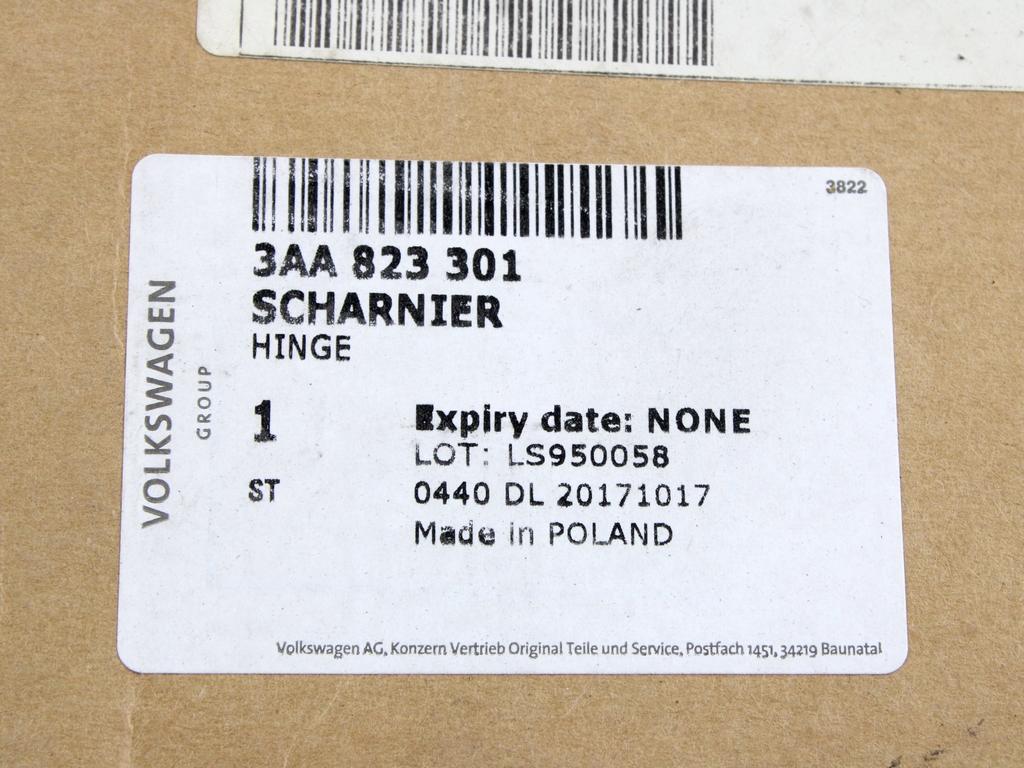 3822
3AA 823 301
SCHARNIER
HINGE
VOLKSWAGEN
GROUP
1
Expiry date: NONE
LOT: LS950058
ST
0440 DL 20171017
Made in POLAND
Volkswagen AG, Konzern Vertrieb Original Teile und Service, Postfach 1451, 34219 Baunatal